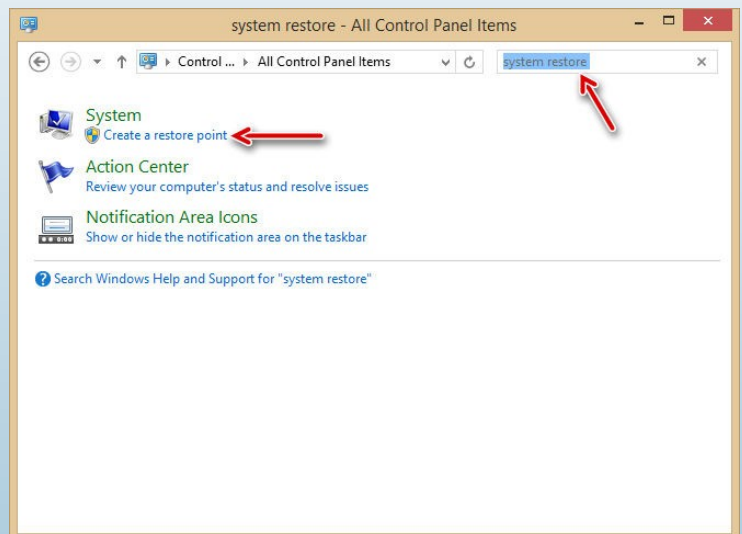 system restore - All Control Panel Items
Control ... All Control Panel Items
system restore
System
Create a restore point
Action Center
Review your computer's status and resolve issues
Notification Area Icons
Show or hide the notification area on the taskbar
Search Windows Help and Support for "system restore"